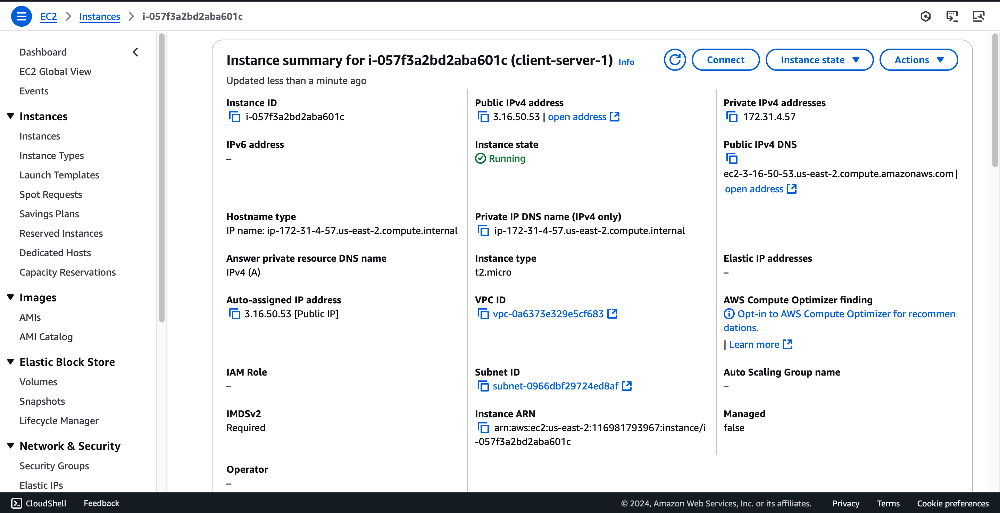 EC2 > Instances > i-057f3a2bd2aba601c
Dashboard
EC2 Global View
Events
Instances
Instances
Instance Types
Launch Templates
Spot Requests
Savings Plans
Reserved Instances
Dedicated Hosts
Capacity Reservations
Images
AMIs
AMI Catalog
Elastic Block Store
Volumes
Snapshots
Lifecycle Manager
Network & Security
Security Groups
Elastic IPs
Instance summary for i-057f3a2bd2aba601c (client-server-1) Info
Connect
Instance state
Actions
Updated less than a minute ago
Instance ID
i-057f3a2bd2aba601c
Public IPv4 address
3.16.50.53 | open address
Private IPv4 addresses
172.31.4.57
IPv6 address
–
Instance state
Running
Public IPv4 DNS
ec2-3-16-50-53.us-east-2.compute.amazonaws.com |
open address
Hostname type
IP name: ip-172-31-4-57.us-east-2.compute.internal
Private IP DNS name (IPv4 only)
ip-172-31-4-57.us-east-2.compute.internal
Answer private resource DNS name
IPv4 (A)
Instance type
t2.micro
Elastic IP addresses
–
Auto-assigned IP address
3.16.50.53 [Public IP]
VPC ID
vpc-0a6373e329e5cf683
AWS Compute Optimizer finding
Opt-in to AWS Compute Optimizer for recommen
dations.
| Learn more
IAM Role
–
Subnet ID
subnet-0966dbf29724ed8af
Auto Scaling Group name
–
IMDSv2
Required
Instance ARN
arn:aws:ec2:us-east-2:116981793967:instance/i
-057f3a2bd2aba601c
Managed
false
Operator
–
CloudShell
Feedback
© 2024, Amazon Web Services, Inc. or its affiliates.
Privacy
Terms
Cookie preferences